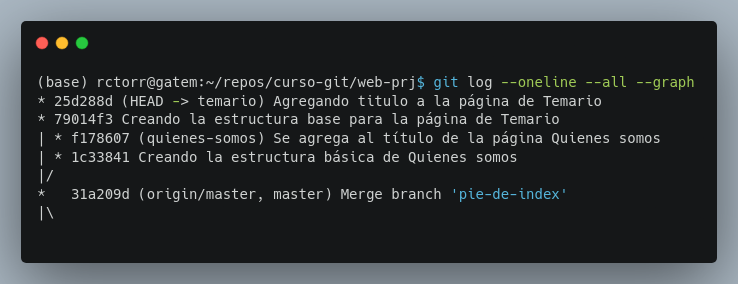 (base) rctorr@gatem:~/repos/curso-git/web-prj$ git log --oneline --all --graph
* 25d288d (HEAD -> temario) Agregando titulo a la página de Temario
* 79014f3 Creando la estructura base para la página de Temario
| * f178607 (quienes-somos) Se agrega al título de la página Quienes somos
| * 1c33841 Creando la estructura básica de Quienes somos
|/
*   31a209d (origin/master, master) Merge branch 'pie-de-index'
|\